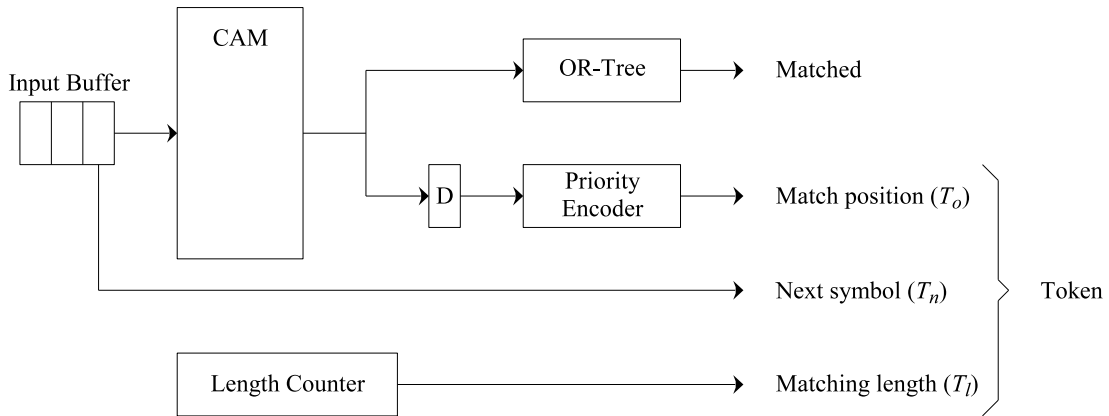 CAM
OR-Tree
Matched
Input Buffer
D
Priority
Encoder
Match position (To)
Next symbol (Tn)
Token
Length Counter
Matching length (Tl)